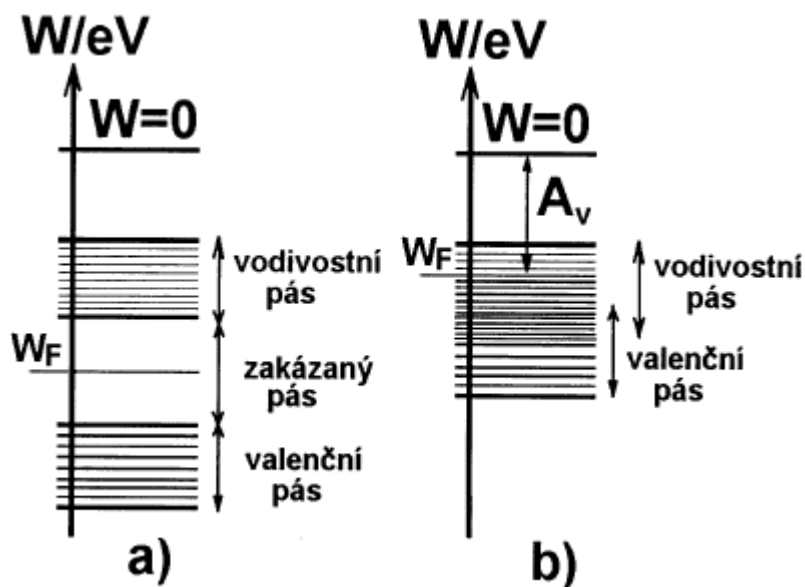 W/eV
W=0
vodivostní
pás
W_F
zakázaný
pás
valenční
pás
a)
W/eV
W=0
A_v
W_F
vodivostní
pás
valenční
pás
b)